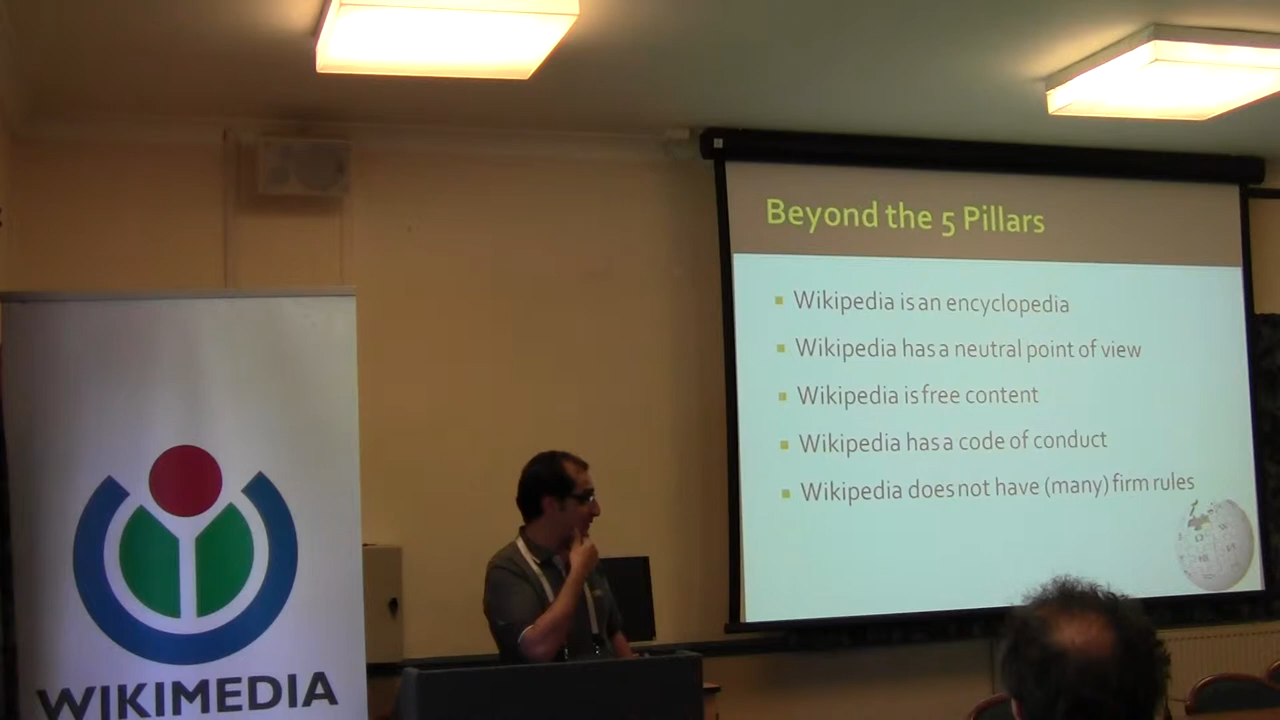 Beyond the 5 Pillars
Wikipedia is an encyclopedia
Wikipedia has a neutral point of view
Wikipedia is free content
Wikipedia has a code of conduct
Wikipedia does not have (many) firm rules
WIKIMEDIA